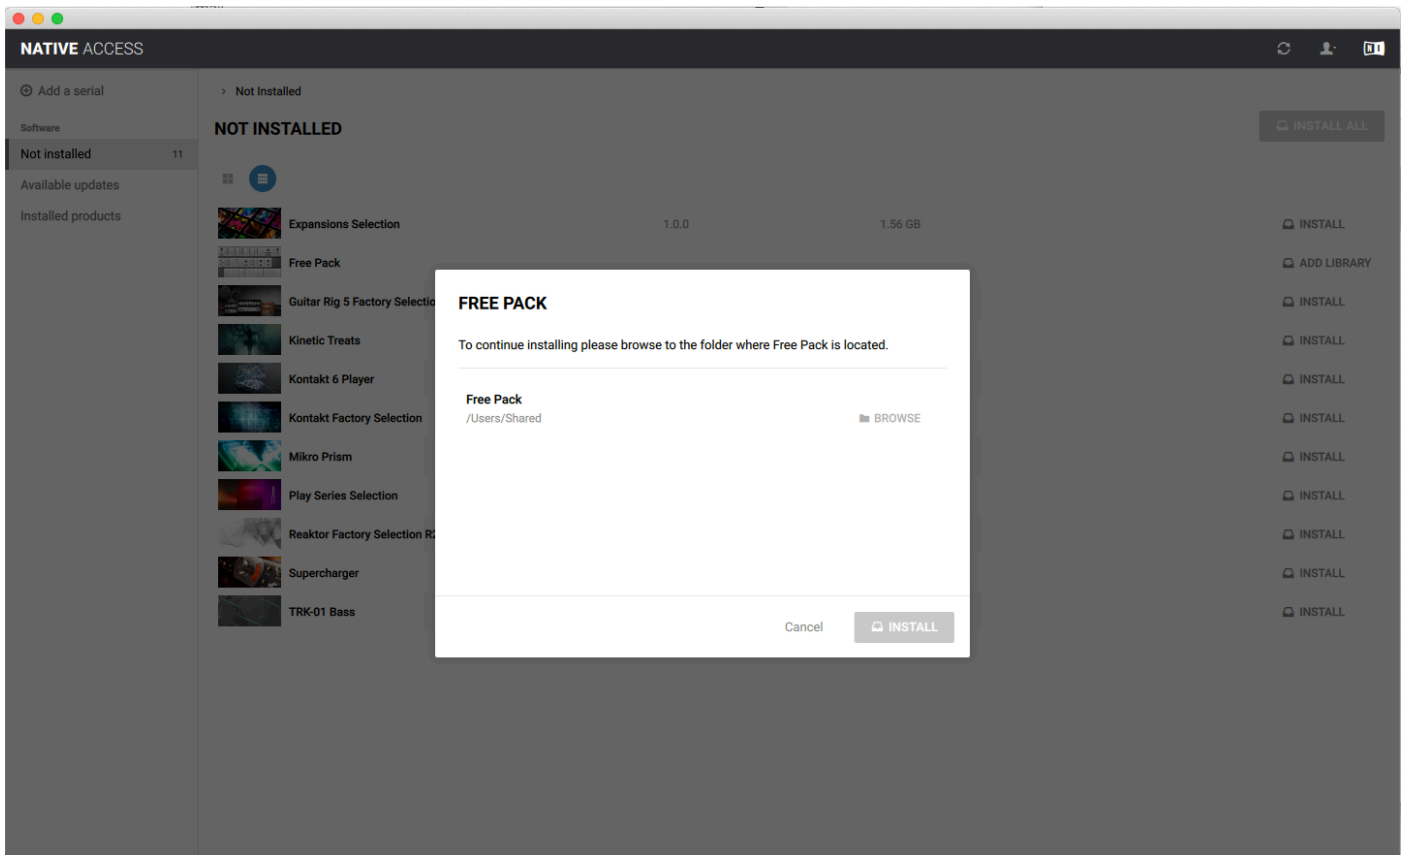 NATIVE ACCESS
Add a serial
Software
Not installed 11
Available updates
Installed products
> Not Installed
NOT INSTALLED
INSTALL ALL
Expansions Selection 1.0.0 1.56 GB INSTALL
Free Pack ADD LIBRARY
Guitar Rig 5 Factory Selectio INSTALL
Kinetic Treats INSTALL
Kontakt 6 Player INSTALL
Kontakt Factory Selection INSTALL
Mikro Prism INSTALL
Play Series Selection INSTALL
Reaktor Factory Selection R2 INSTALL
Supercharger INSTALL
TRK-01 Bass INSTALL
FREE PACK
To continue installing please browse to the folder where Free Pack is located.
Free Pack
/Users/Shared BROWSE
Cancel INSTALL